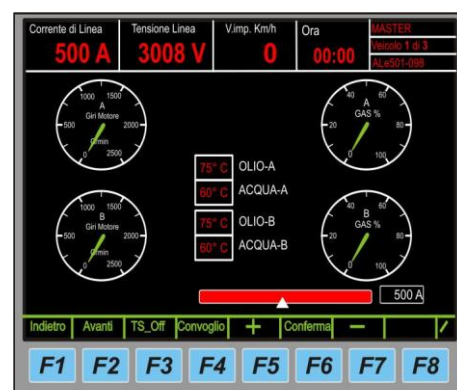 Corrente di Linea
500 A
Tensione Linea
3008 V
V.imp. Km/h
0
Ora
00:00
MASTER
Veicolo 1 di 3
ALe501-098
1000 1500
A
Giri Motore
500 2000
G/min
0 2500
40 60
A
GAS %
20 80
0 100
75° C OLIO-A
60° C ACQUA-A
75° C OLIO-B
60° C ACQUA-B
1000 1500
B
Giri Motore
500 2000
G/min
0 2500
40 60
B
GAS %
20 80
0 100
500 A
Indietro Avanti TS_Off Convoglio + Conferma - /
F1 F2 F3 F4 F5 F6 F7 F8